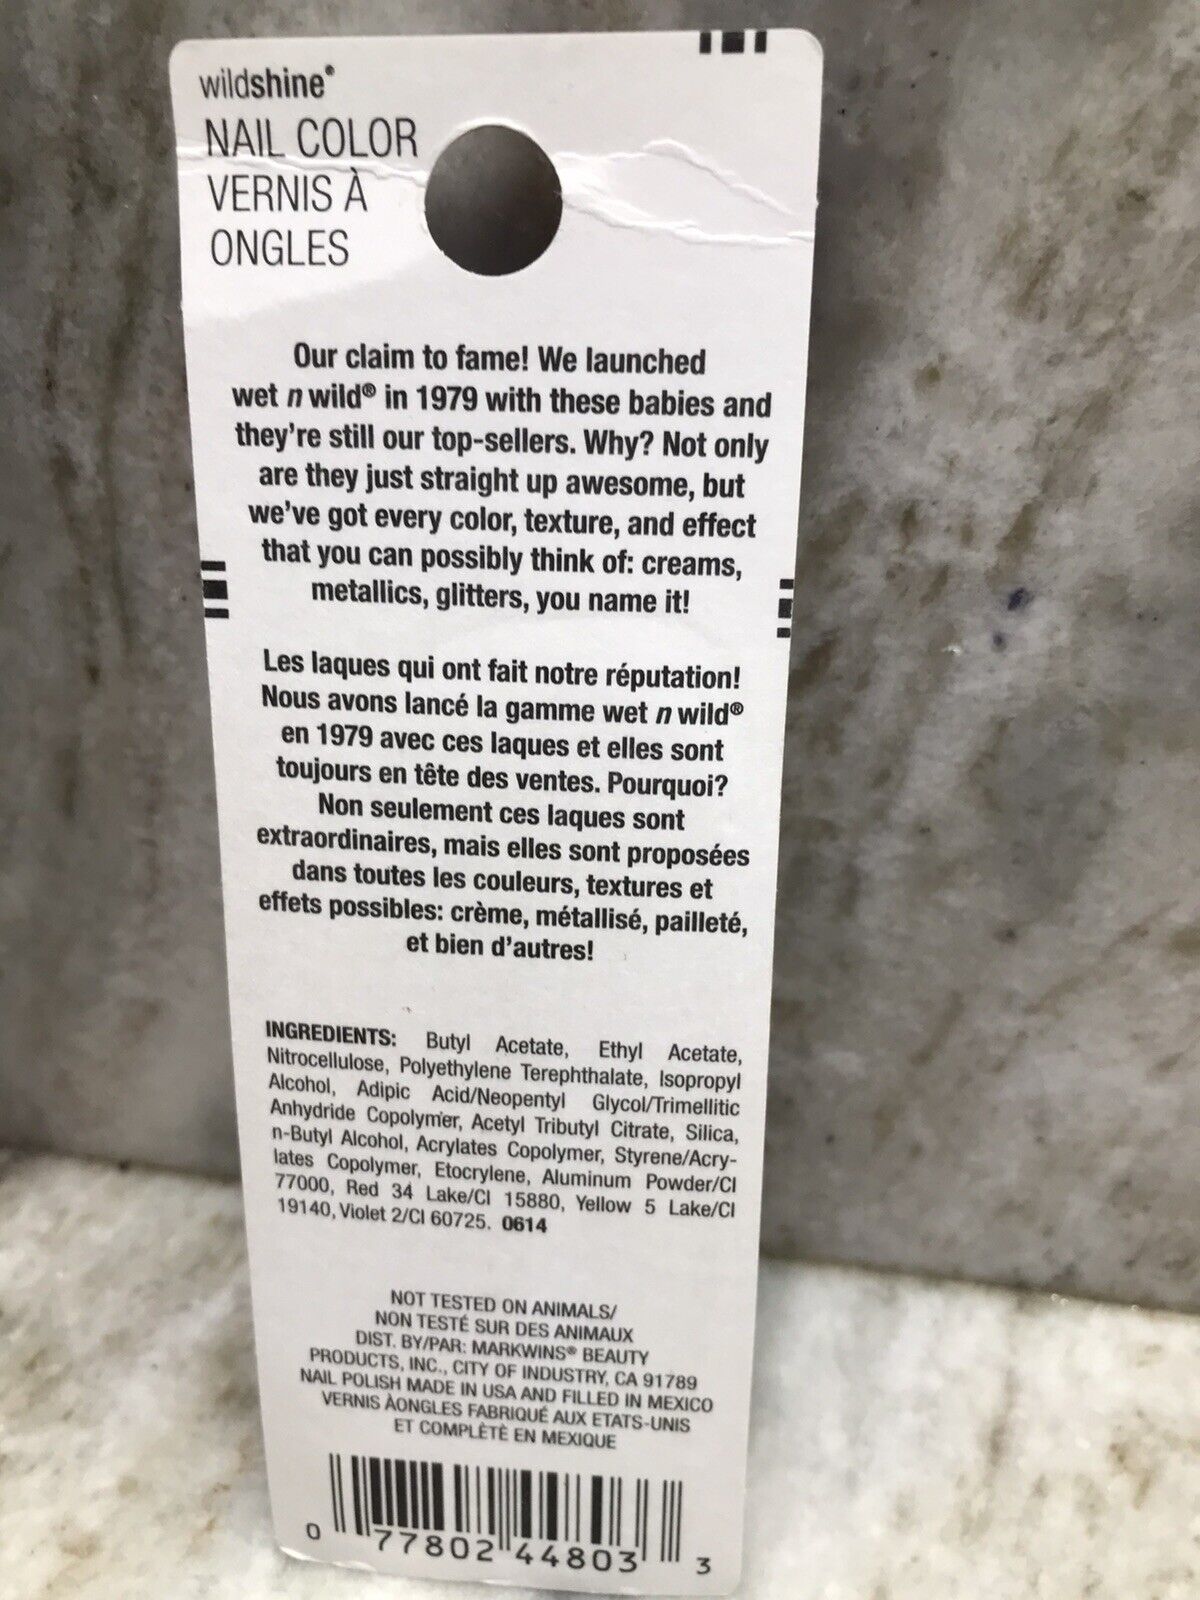 wildshine®
NAIL COLOR
VERNIS À
ONGLES
Our claim to fame! We launched
wet n wild® in 1979 with these babies and
they're still our top-sellers. Why? Not only
are they just straight up awesome, but
we've got every color, texture, and effect
that you can possibly think of: creams,
metallics, glitters, you name it!
Les laques qui ont fait notre réputation!
Nous avons lancé la gamme wet n wild®
en 1979 avec ces laques et elles sont
toujours en tête des ventes. Pourquoi?
Non seulement ces laques sont
extraordinaires, mais elles sont proposées
dans toutes les couleurs, textures et
effets possibles: crème, métallisé, pailleté,
et bien d'autres!
INGREDIENTS: Butyl Acetate, Ethyl Acetate,
Nitrocellulose, Polyethylene Terephthalate, Isopropyl
Alcohol, Adipic Acid/Neopentyl Glycol/Trimellitic
Anhydride Copolymer, Acetyl Tributyl Citrate, Silica,
n-Butyl Alcohol, Acrylates Copolymer, Styrene/Acry-
lates Copolymer, Etocrylene, Aluminum Powder/CI
77000, Red 34 Lake/CI 15880, Yellow 5 Lake/CI
19140, Violet 2/CI 60725. 0614
NOT TESTED ON ANIMALS/
NON TESTÉ SUR DES ANIMAUX
DIST. BY/PAR: MARKWINS® BEAUTY
PRODUCTS, INC., CITY OF INDUSTRY, CA 91789
NAIL POLISH MADE IN USA AND FILLED IN MEXICO
VERNIS ÀONGLES FABRIQUÉ AUX ETATS-UNIS
ET COMPLÈTÈ EN MEXIQUE
0 77802 44803 3